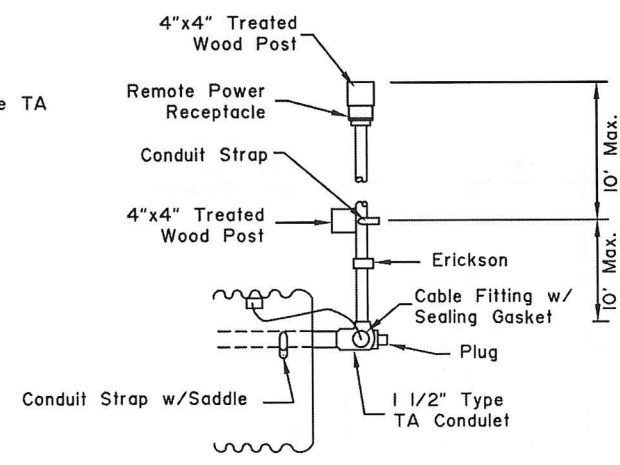 4"x4" Treated
Wood Post
e TA
Remote Power
Receptacle
Conduit Strap
10' Max.
4"x4" Treated
Wood Post
Erickson
10' Max.
Cable Fitting w/
Sealing Gasket
Plug
Conduit Strap w/Saddle
1 1/2" Type
TA Condulet